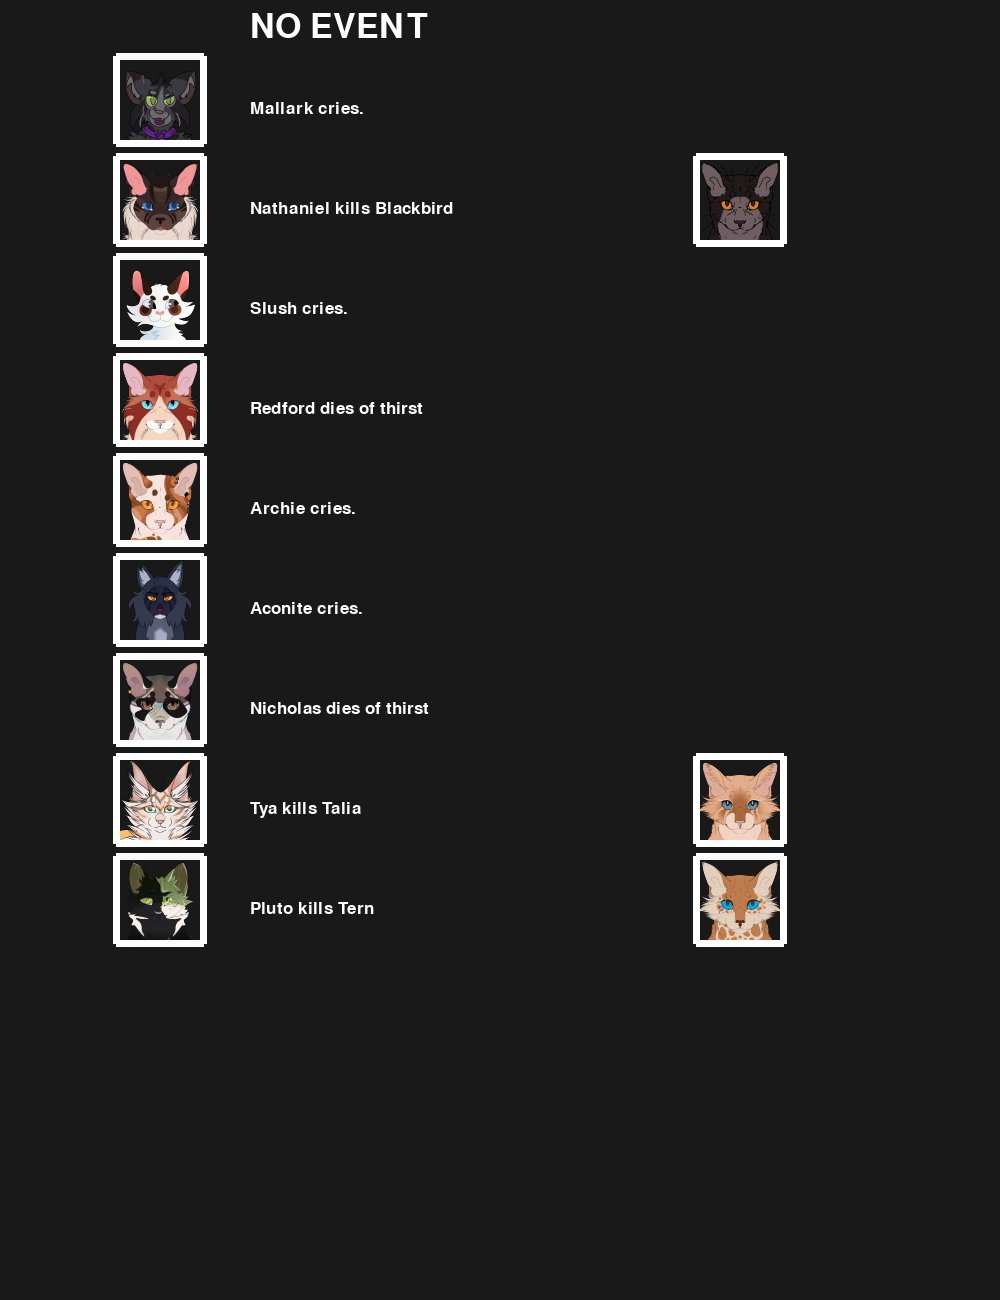 NO EVENT
Mallark cries.
Nathaniel kills Blackbird
Slush cries.
Redford dies of thirst
Archie cries.
Aconite cries.
Nicholas dies of thirst
Tya kills Talia
Pluto kills Tern